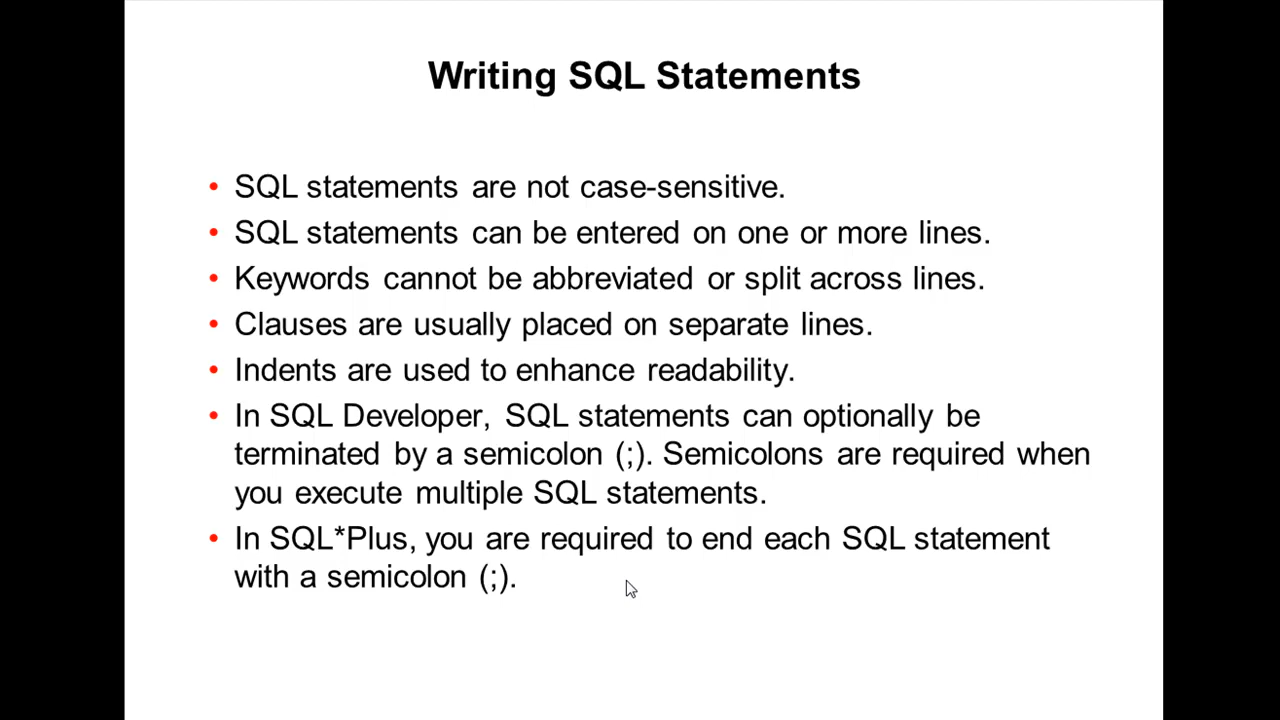 Writing SQL Statements
• SQL statements are not case-sensitive.
• SQL statements can be entered on one or more lines.
• Keywords cannot be abbreviated or split across lines.
• Clauses are usually placed on separate lines.
• Indents are used to enhance readability.
• In SQL Developer, SQL statements can optionally be
terminated by a semicolon (;). Semicolons are required when
you execute multiple SQL statements.
• In SQL*Plus, you are required to end each SQL statement
with a semicolon (;).